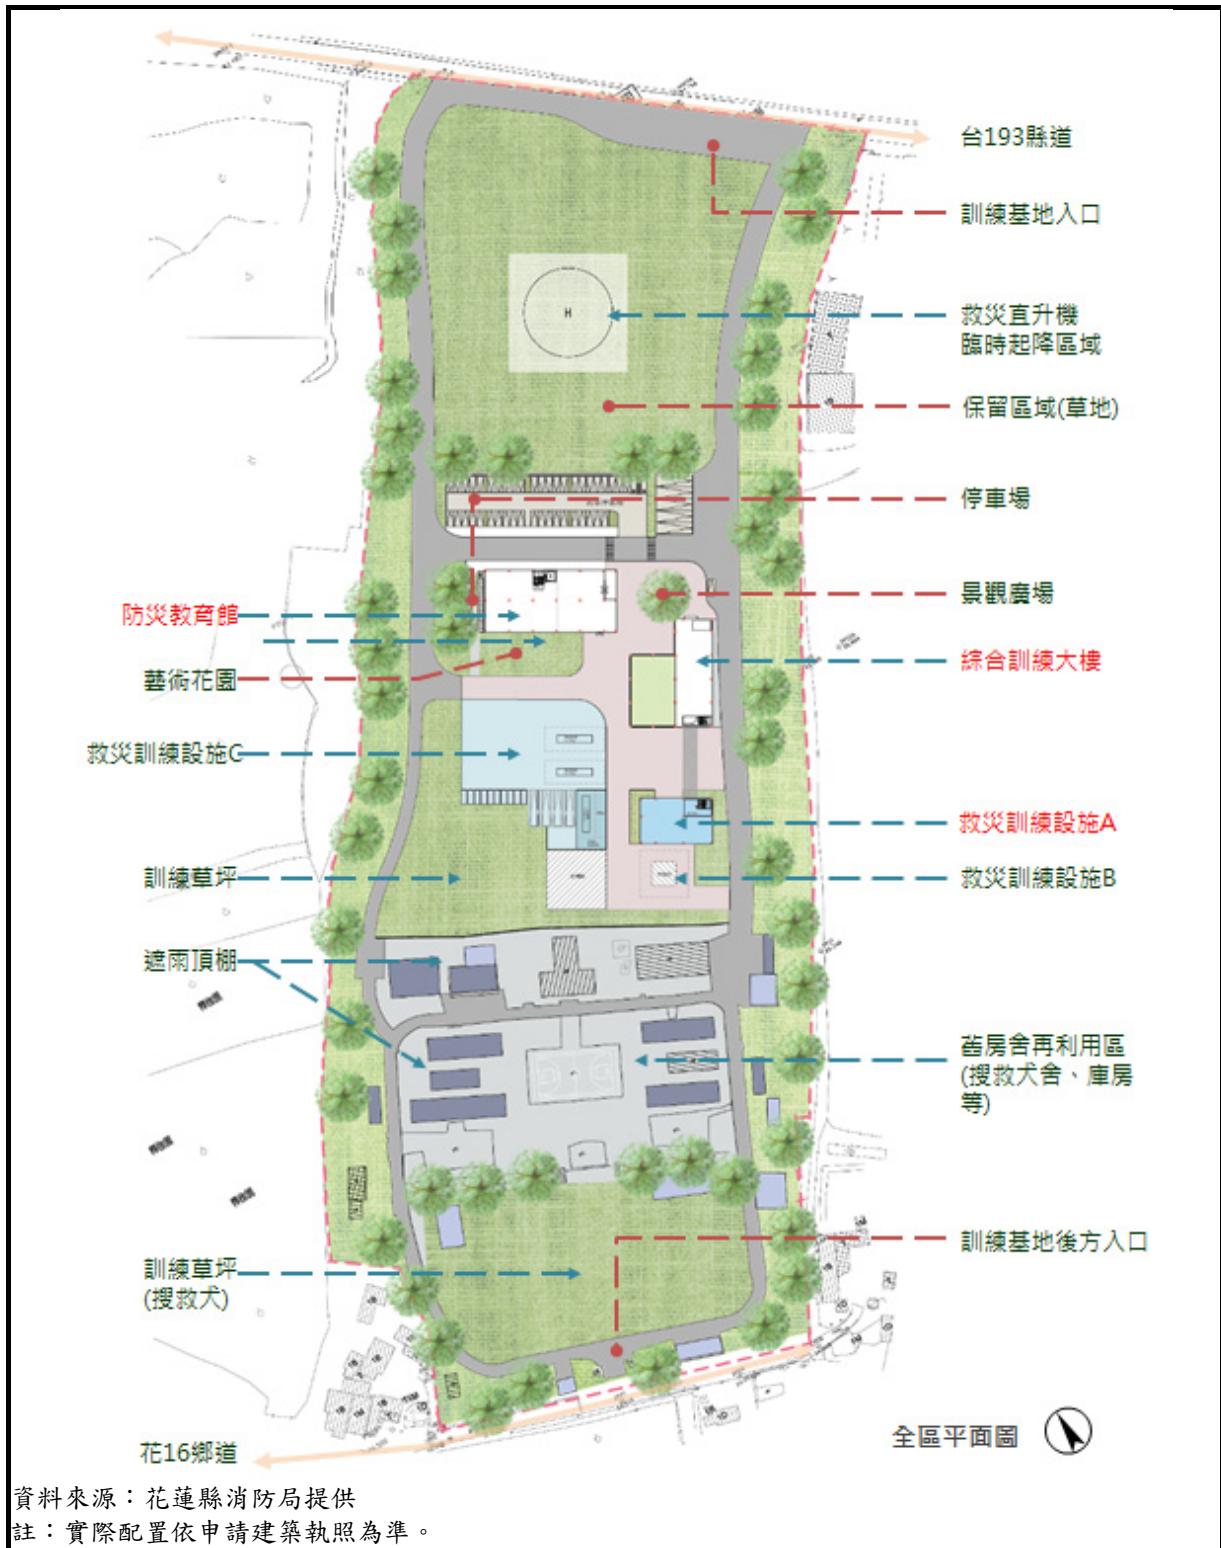 台193縣道
訓練基地入口
救災直升機
臨時起降區域
H
保留區域(草地)
停車場
景觀廣場
防災教育館
綜合訓練大樓
藝術花園
救災訓練設施C
救災訓練設施A
訓練草坪
救災訓練設施B
遮雨頂棚
舊房舍再利用區
(搜救犬舍、庫房
等)
訓練基地後方入口
訓練草坪
(搜救犬)
全區平面圖
花16鄉道
資料來源：花蓮縣消防局提供
註：實際配置依申請建築執照為準。